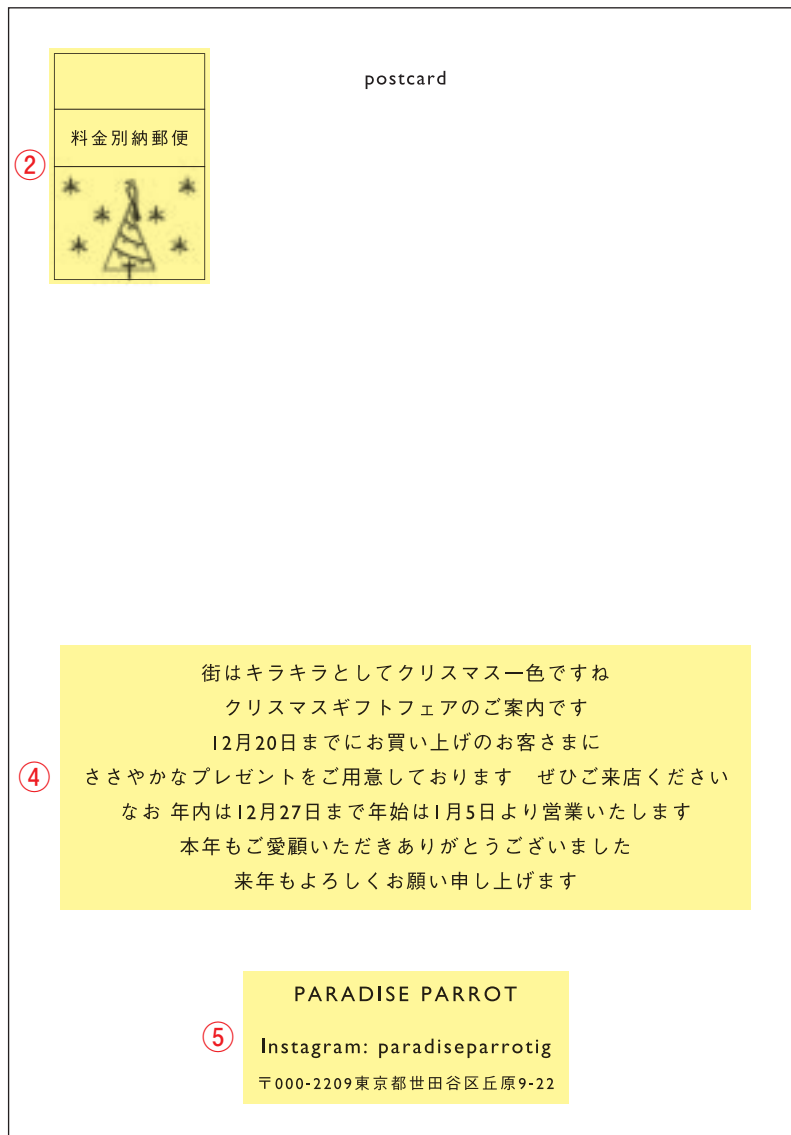 postcard
料金別納郵便
②
街はキラキラとしてクリスマス一色ですね
クリスマスギフトフェアのご案内です
12月20日までにお買い上げのお客さまに
④
ささやかなプレゼントをご用意しております　ぜひご来店ください
なお 年内は12月27日まで年始は1月5日より営業いたします
本年もご愛顧いただきありがとうございました
来年もよろしくお願い申し上げます
PARADISE PARROT
⑤
Instagram: paradiseparrotig
〒000-2209東京都世田谷区丘原9-22